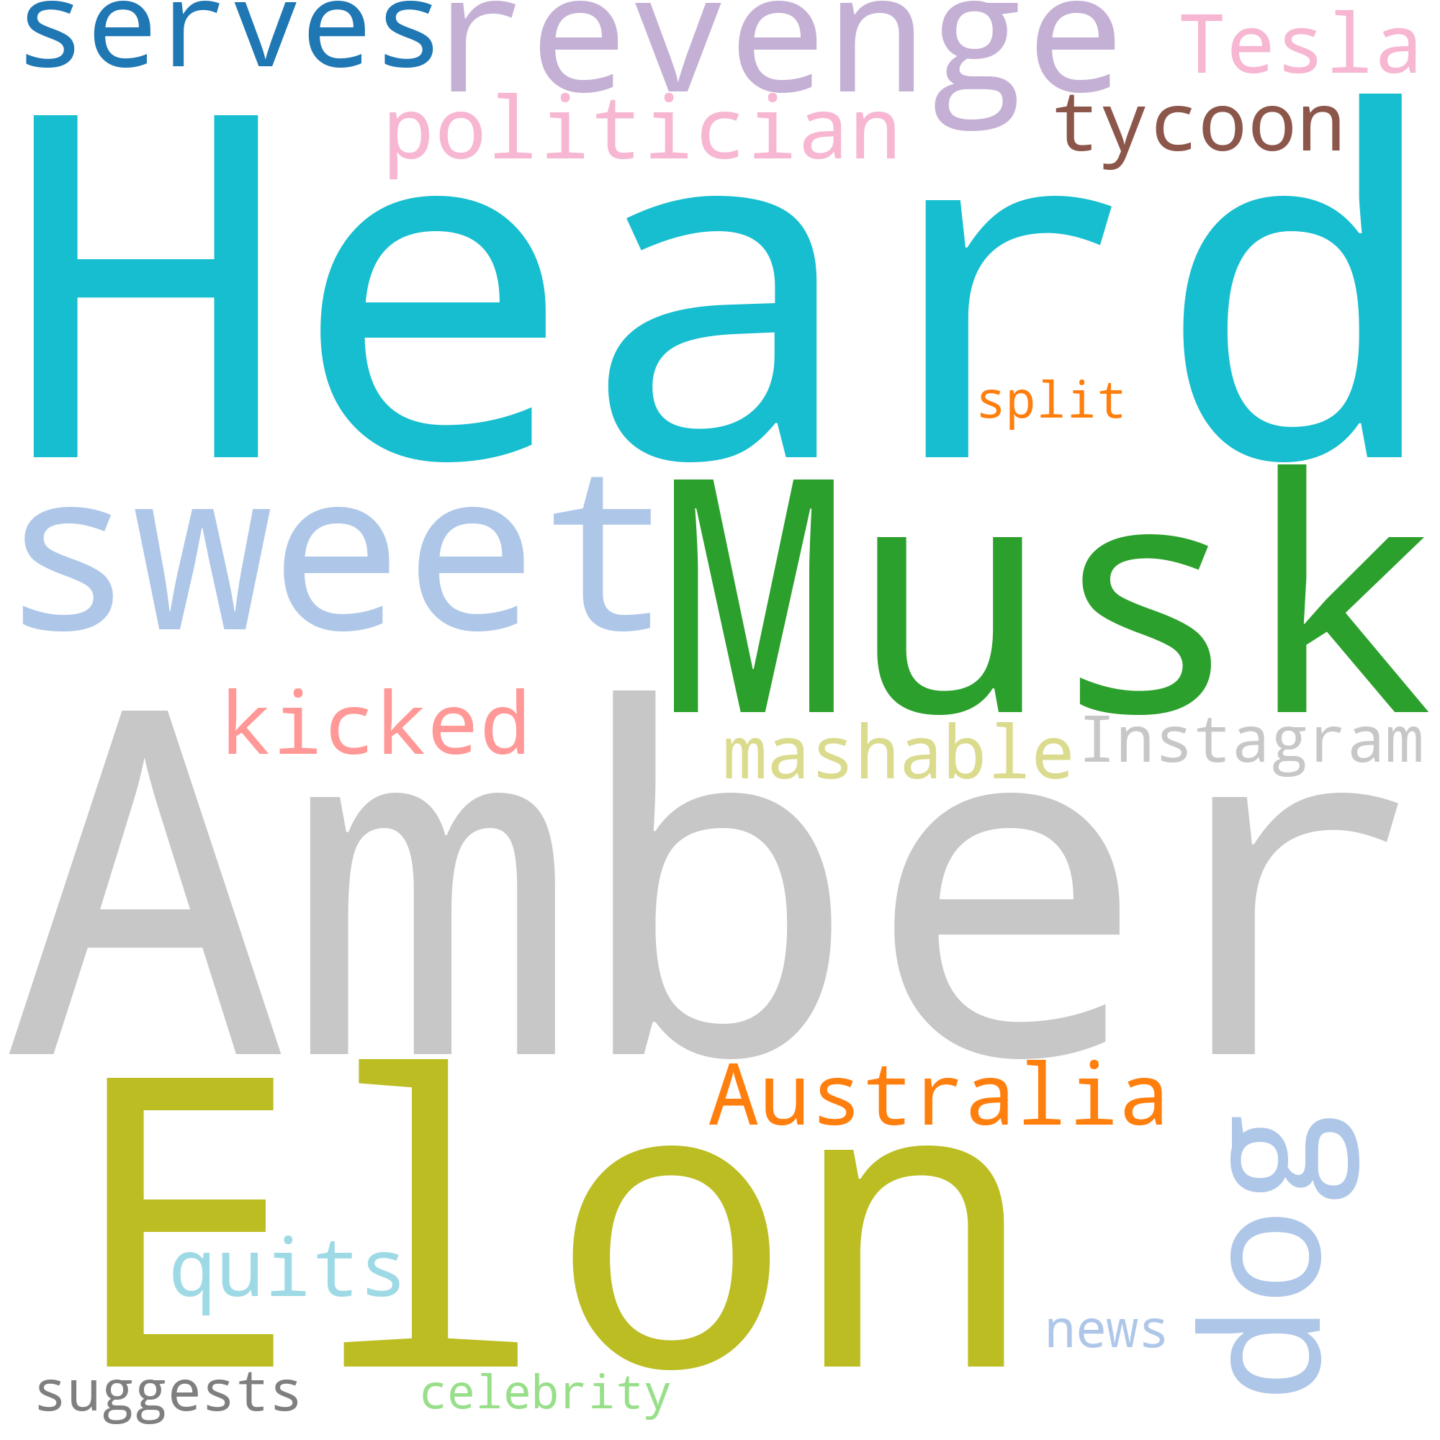 serves revenge Tesla
politician tycoon
Heard
split
sweet Musk
kicked mashable Instagram
Amber
Elon Australia
dog
quits
news
suggests celebrity